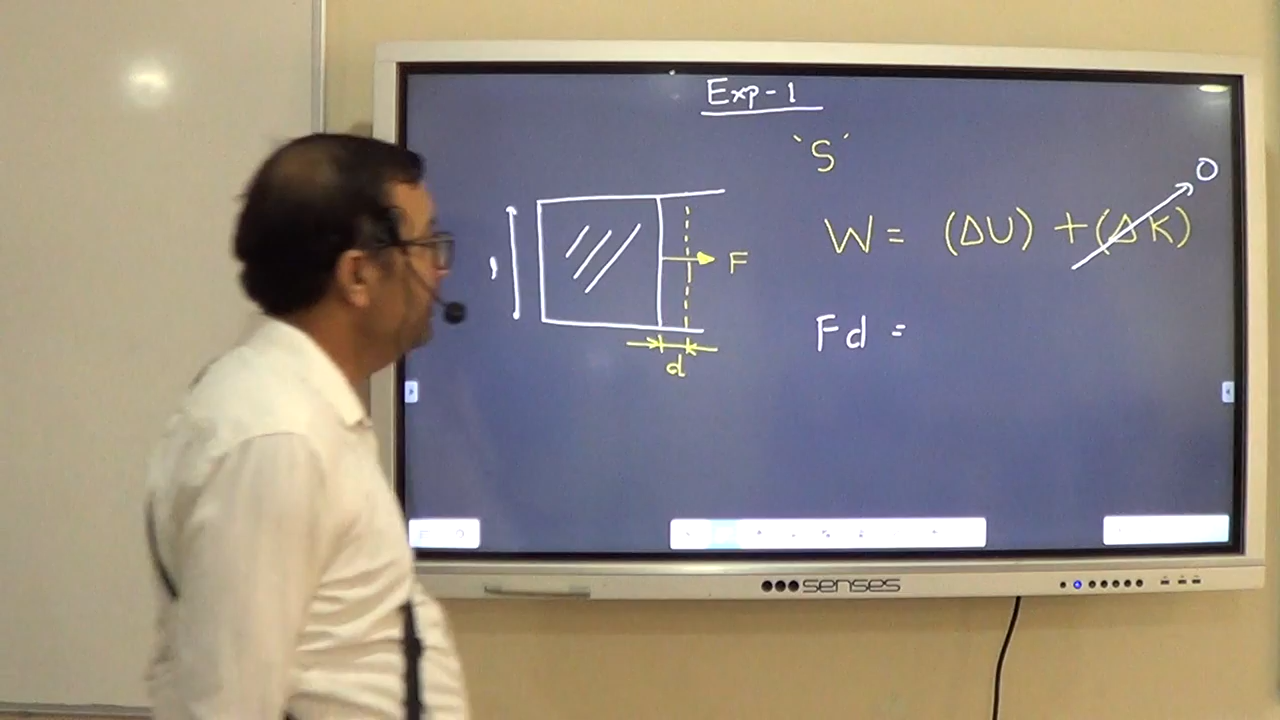 Exp-1
'S'
W = (ΔU) + (ΔK) 0
F
Fd =
d
senses